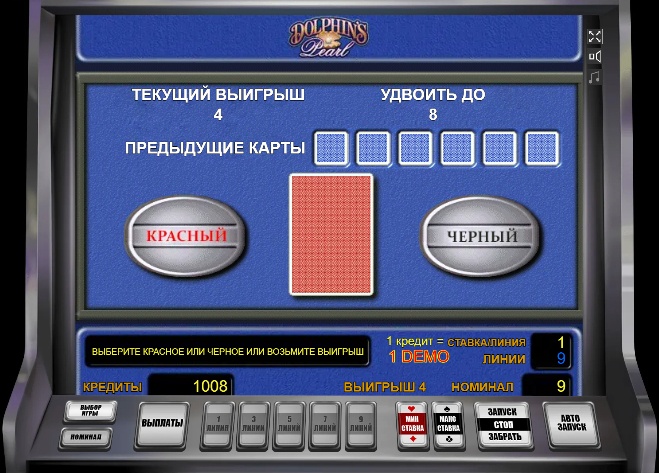 DOLPHIN'S
Pearl
ТЕКУЩИЙ ВЫИГРЫШ
4
УДВОИТЬ ДО
8
ПРЕДЫДУЩИЕ КАРТЫ
КРАСНЫЙ
ЧЕРНЫЙ
ВЫБЕРИТЕ КРАСНОЕ ИЛИ ЧЕРНОЕ ИЛИ ВОЗЬМИТЕ ВЫИГРЫШ
1 кредит =
1 DEMO
СТАВКА/ЛИНИЯ 1
ЛИНИИ 9
КРЕДИТЫ 1008
ВЫИГРЫШ 4
НОМИНАЛ 9
ВЫБОР
ИГРЫ
НОМИНАЛ
ВЫПЛАТЫ
1
ЛИНИЯ
3
ЛИНИИ
5
ЛИНИЙ
7
ЛИНИЙ
9
ЛИНИЙ
МИН
СТАВКА
МАКС
СТАВКА
ЗАПУСК
СТОП
ЗАБРАТЬ
АВТО
ЗАПУСК